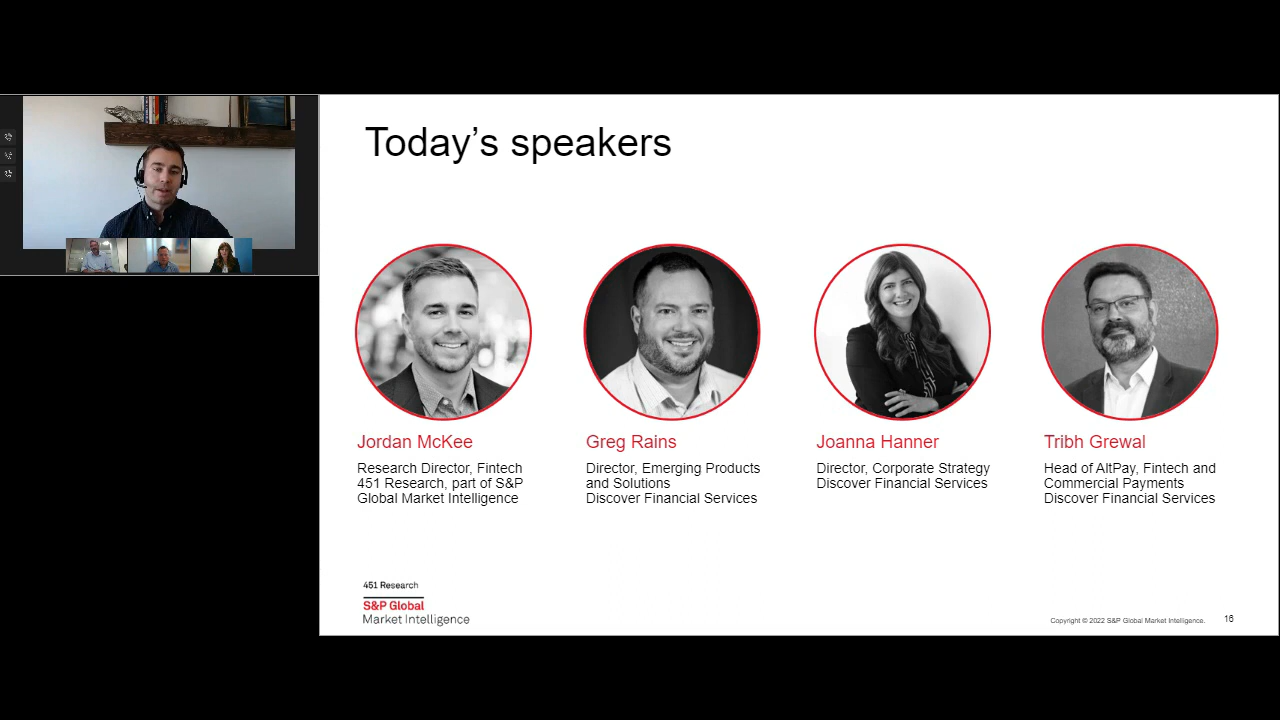 Today's speakers
Jordan McKee
Research Director, Fintech
451 Research, part of S&P
Global Market Intelligence
Greg Rains
Director, Emerging Products
and Solutions
Discover Financial Services
Joanna Hanner
Director, Corporate Strategy
Discover Financial Services
Tribh Grewal
Head of AltPay, Fintech and
Commercial Payments
Discover Financial Services
451 Research
S&P Global
Market Intelligence
Copyright © 2022 S&P Global Market Intelligence.
16